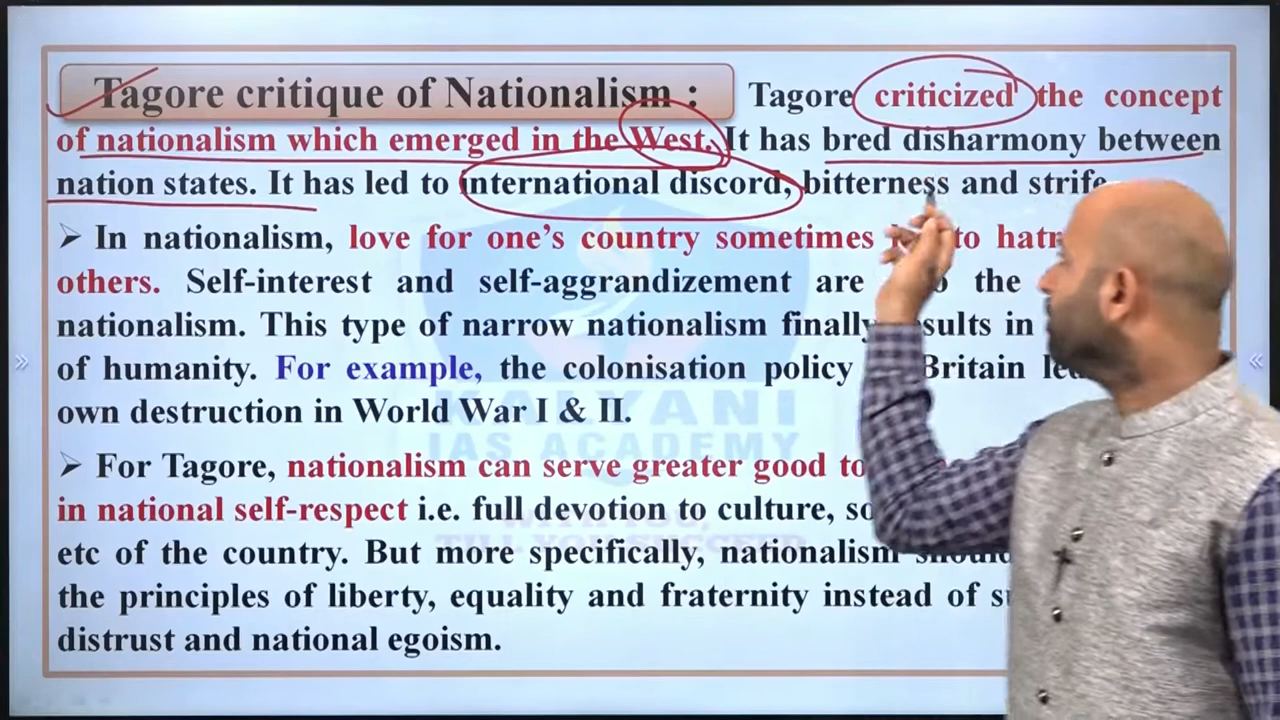 Tagore critique of Nationalism : Tagore criticized the concept
of nationalism which emerged in the West. It has bred disharmony between
nation states. It has led to international discord, bitterness and strife
➤ In nationalism, love for one's country sometimes to
others. Self-interest and self-aggrandizement are the
nationalism. This type of narrow nationalism finally in
of humanity. For example, the colonisation policy Britain
own destruction in World War I & II.
➤ For Tagore, nationalism can serve greater good to
in national self-respect i.e. full devotion to culture,
etc of the country. But more specifically, nationalism
the principles of liberty, equality and fraternity instead of
distrust and national egoism.
KALYANI
IAS ACADEMY